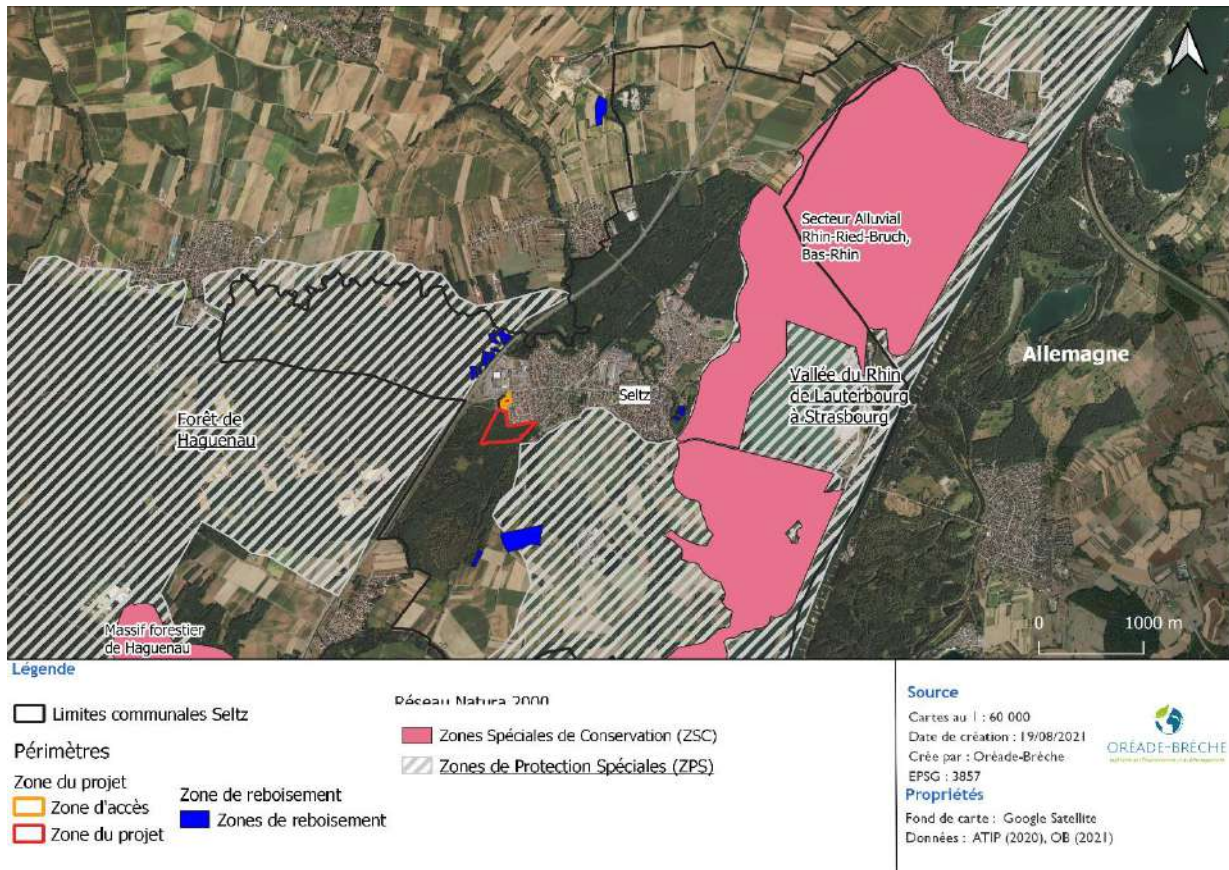 Secteur Alluvial
Rhin-Ried-Bruch,
Bas-Rhin
Allemagne
Vallée du Rhin
de Lauterbourg
à Strasbourg
Seltz
Forêt de
Haguenau
Massif forestier
de Haguenau
0 1000 m
Légende
Limites communales Seltz
Périmètres
Zone du projet
Zone d'accès
Zone du projet
Zone de reboisement
Zones de reboisement
Réseau Natura 2000
Zones Spéciales de Conservation (ZSC)
Zones de Protection Spéciales (ZPS)
Source
Cartes au 1 : 60 000
Date de création : 19/08/2021
Crée par : Oréade-Brèche
EPSG : 3857
Propriétés
Fond de carte : Google Satellite
Données : ATIP (2020), OB (2021)
ORÉADE-BRÈCHE